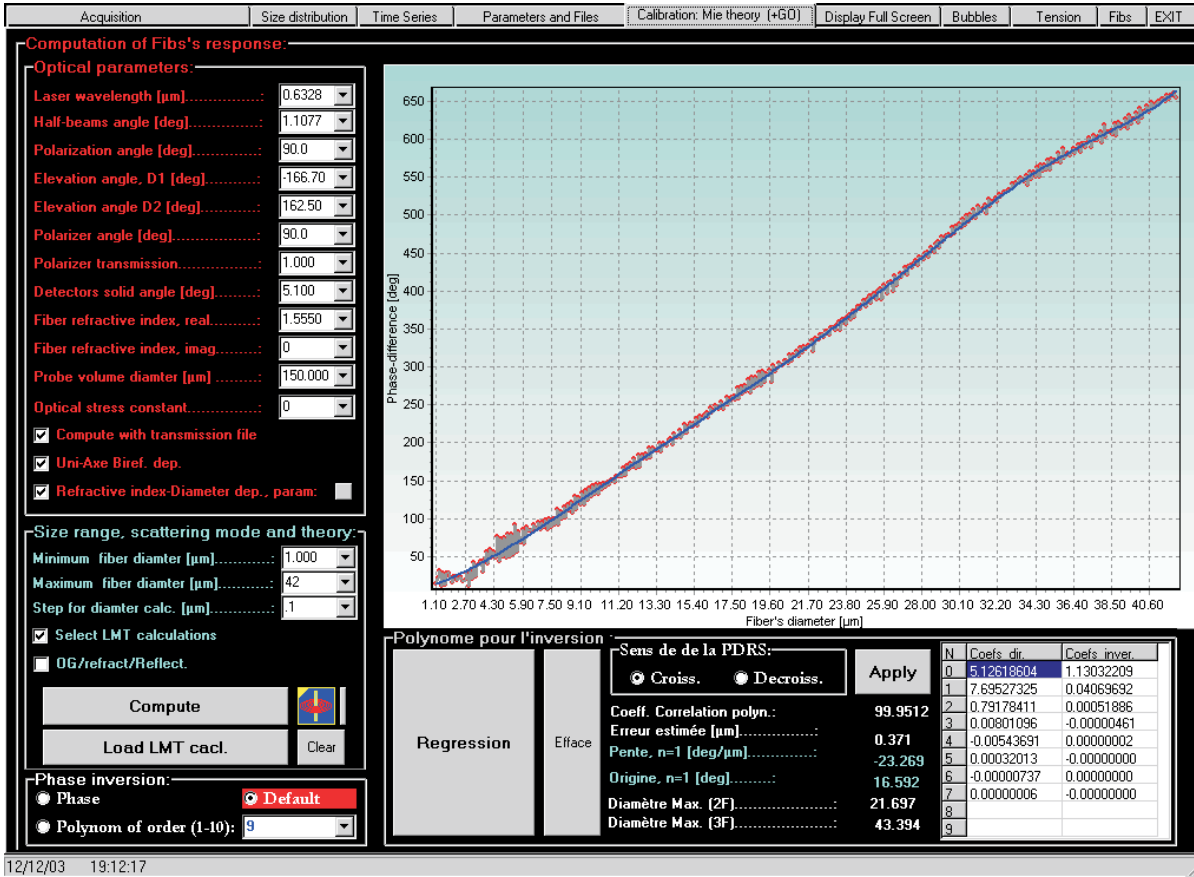 Acquisition Size distribution Time Series Parameters and Files Calibration: Mie theory (+GO) Display Full Screen Bubbles Tension Fibs EXIT
Computation of Fibs's response:
Optical parameters:
Laser wavelength [µm]...............: 0.6328
Half-beams angle [deg]..............: 1.1077
Polarization angle [deg]............: 90.0
Elevation angle, D1 [deg]...........: -166.70
Elevation angle D2 [deg]............: 162.50
Polarizer angle [deg]...............: 90.0
Polarizer transmission..............: 1.000
Detectors solid angle [deg].........: 5.100
Fiber refractive index, real........: 1.5550
Fiber refractive index, imag........: 0
Probe volume diamter [µm] ..........: 150.000
Optical stress constant.............: 0
Compute with transmission file
Uni-Axe Biref. dep.
Refractive index-Diameter dep., param:
Size range, scattering mode and theory:
Minimum fiber diamter [µm]..........: 1.000
Maximum fiber diamter [µm]..........: 42
Step for diamter calc. [µm].........: .1
Select LMT calculations
OG/refract/Reflect.
Compute
Load LMT cacl. Clear
Phase inversion:
Phase Default
Polynom of order (1-10): 9
Phase-difference [deg]
650
600
550
500
450
400
350
300
250
200
150
100
50
1.10 2.70 4.30 5.90 7.50 9.10 11.20 13.30 15.40 17.50 19.60 21.70 23.80 25.90 28.00 30.10 32.20 34.30 36.40 38.50 40.60
Fiber's diameter [µm]
Polynome pour l'inversion :
Regression
Efface
Sens de de la PDRS:
Croiss. Decroiss.
Apply
Coeff. Correlation polyn.: 99.9512
Erreur estimée [µm]...............: 0.371
Pente, n=1 [deg/µm]...........: -23.269
Origine, n=1 [deg].........: 16.592
Diamètre Max. (2F)......................: 21.697
Diamètre Max. (3F)......................: 43.394
N Coefs dir. Coefs inver.
0 5.12618604 1.13032209
1 7.69527325 0.04069692
2 0.79178411 0.00051886
3 0.00801096 -0.00000461
4 -0.00543691 0.00000002
5 0.00032013 -0.00000000
6 -0.00000737 0.00000000
7 0.00000006 -0.00000000
8
9
12/12/03 19:12:17